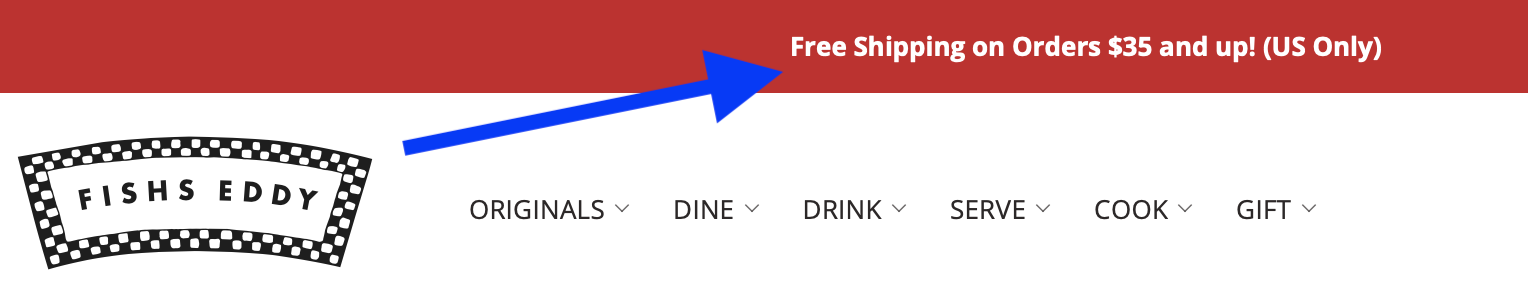 Free Shipping on Orders $35 and up! (US Only)
FISHS EDDY
ORIGINALS DINE DRINK SERVE COOK GIFT